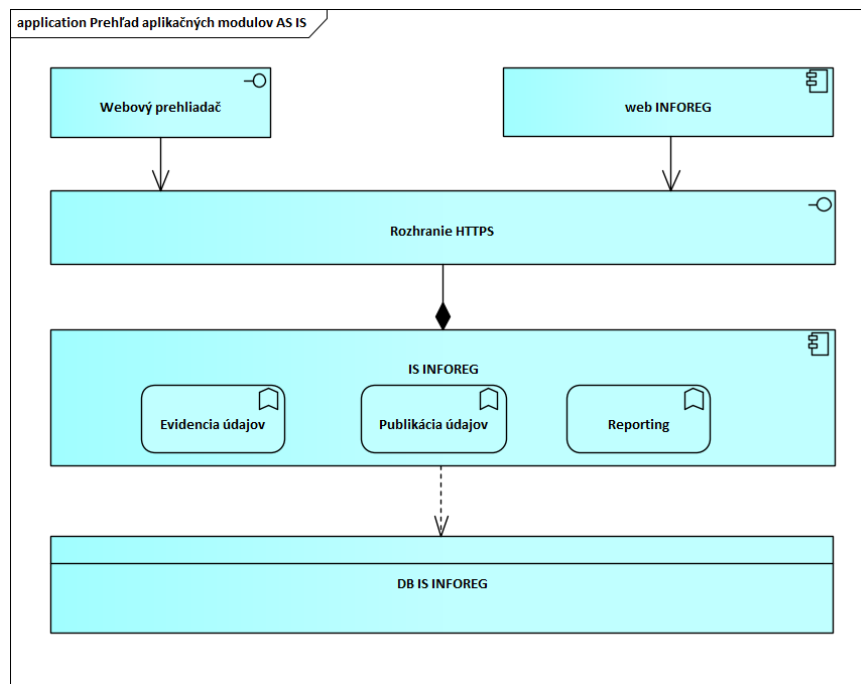 application Prehľad aplikačných modulov AS IS
Webový prehliadač
web INFOREG
Rozhranie HTTPS
IS INFOREG
Evidencia údajov
Publikácia údajov
Reporting
DB IS INFOREG